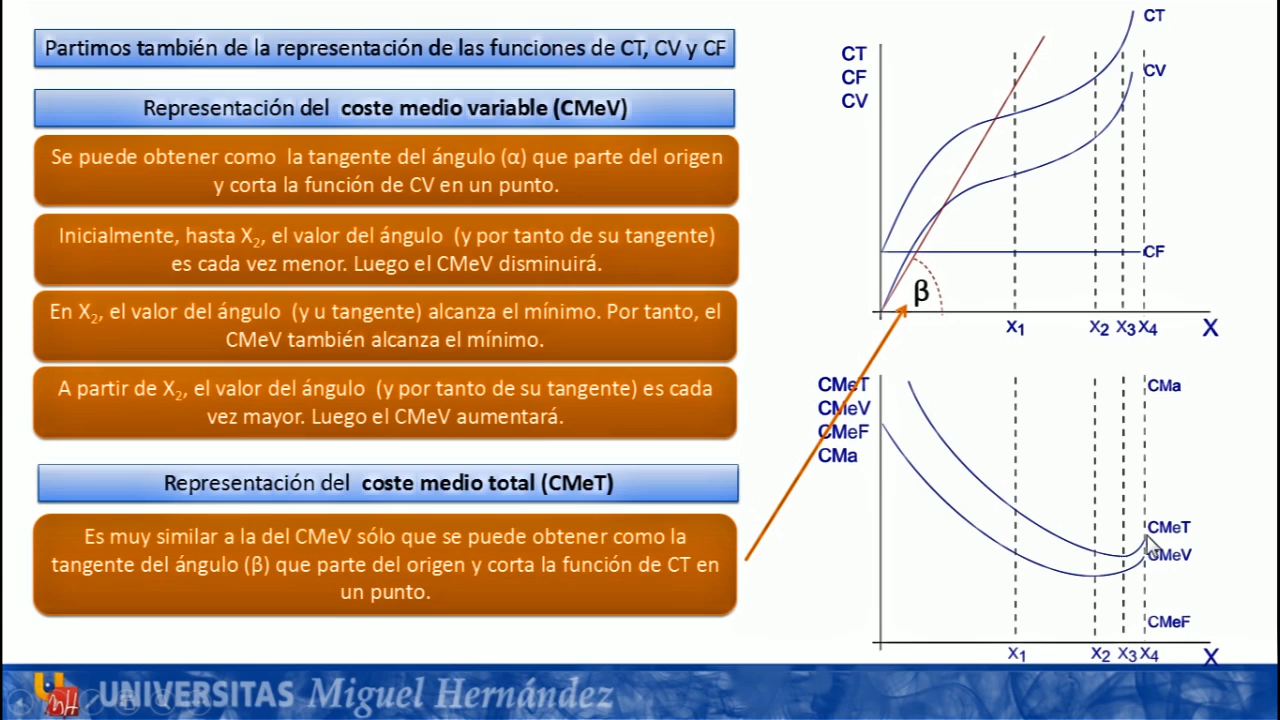 Partimos también de la representación de las funciones de CT, CV y CF
Representación del coste medio variable (CMeV)
Se puede obtener como la tangente del ángulo (α) que parte del origen
y corta la función de CV en un punto.
Inicialmente, hasta X₂, el valor del ángulo (y por tanto de su tangente)
es cada vez menor. Luego el CMeV disminuirá.
En X₂, el valor del ángulo (y u tangente) alcanza el mínimo. Por tanto, el
CMeV también alcanza el mínimo.
A partir de X₂, el valor del ángulo (y por tanto de su tangente) es cada
vez mayor. Luego el CMeV aumentará.
Representación del coste medio total (CMeT)
Es muy similar a la del CMeV sólo que se puede obtener como la
tangente del ángulo (β) que parte del origen y corta la función de CT en
un punto.
CT
CF
CV
CT
CV
CF
β
X₁ X₂ X₃ X₄ X
CMeT
CMeV
CMeF
CMa
CMa
CMeT
CMeV
CMeF
X₁ X₂ X₃ X₄ X
UNIVERSITAS Miguel Hernández